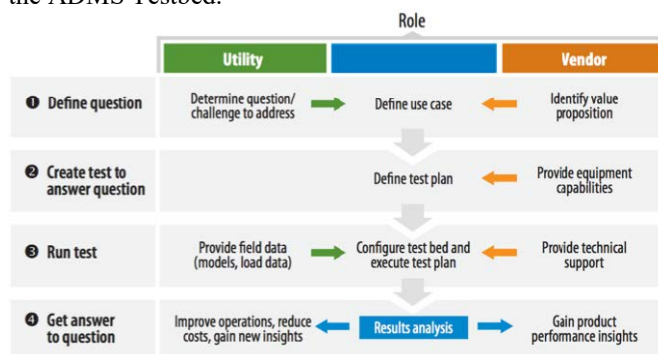 the ADMS Testbed.
Role
Utility
Vendor
❶ Define question
Determine question/
challenge to address
Define use case
Identify value
proposition
❷ Create test to
answer question
Define test plan
Provide equipment
capabilities
❸ Run test
Provide field data
(models, load data)
Configure test bed and
execute test plan
Provide technical
support
❹ Get answer
to question
Improve operations, reduce
costs, gain new insights
Results analysis
Gain product
performance insights